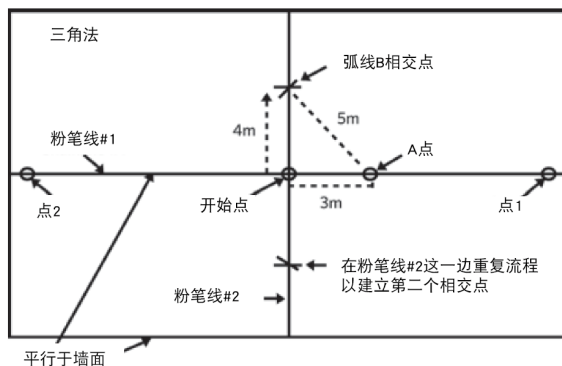 三角法
弧线B相交点
5m
4m
粉笔线#1
A点
点2
开始点
3m
点1
在粉笔线#2这一边重复流程
以建立第二个相交点
粉笔线#2
平行于墙面